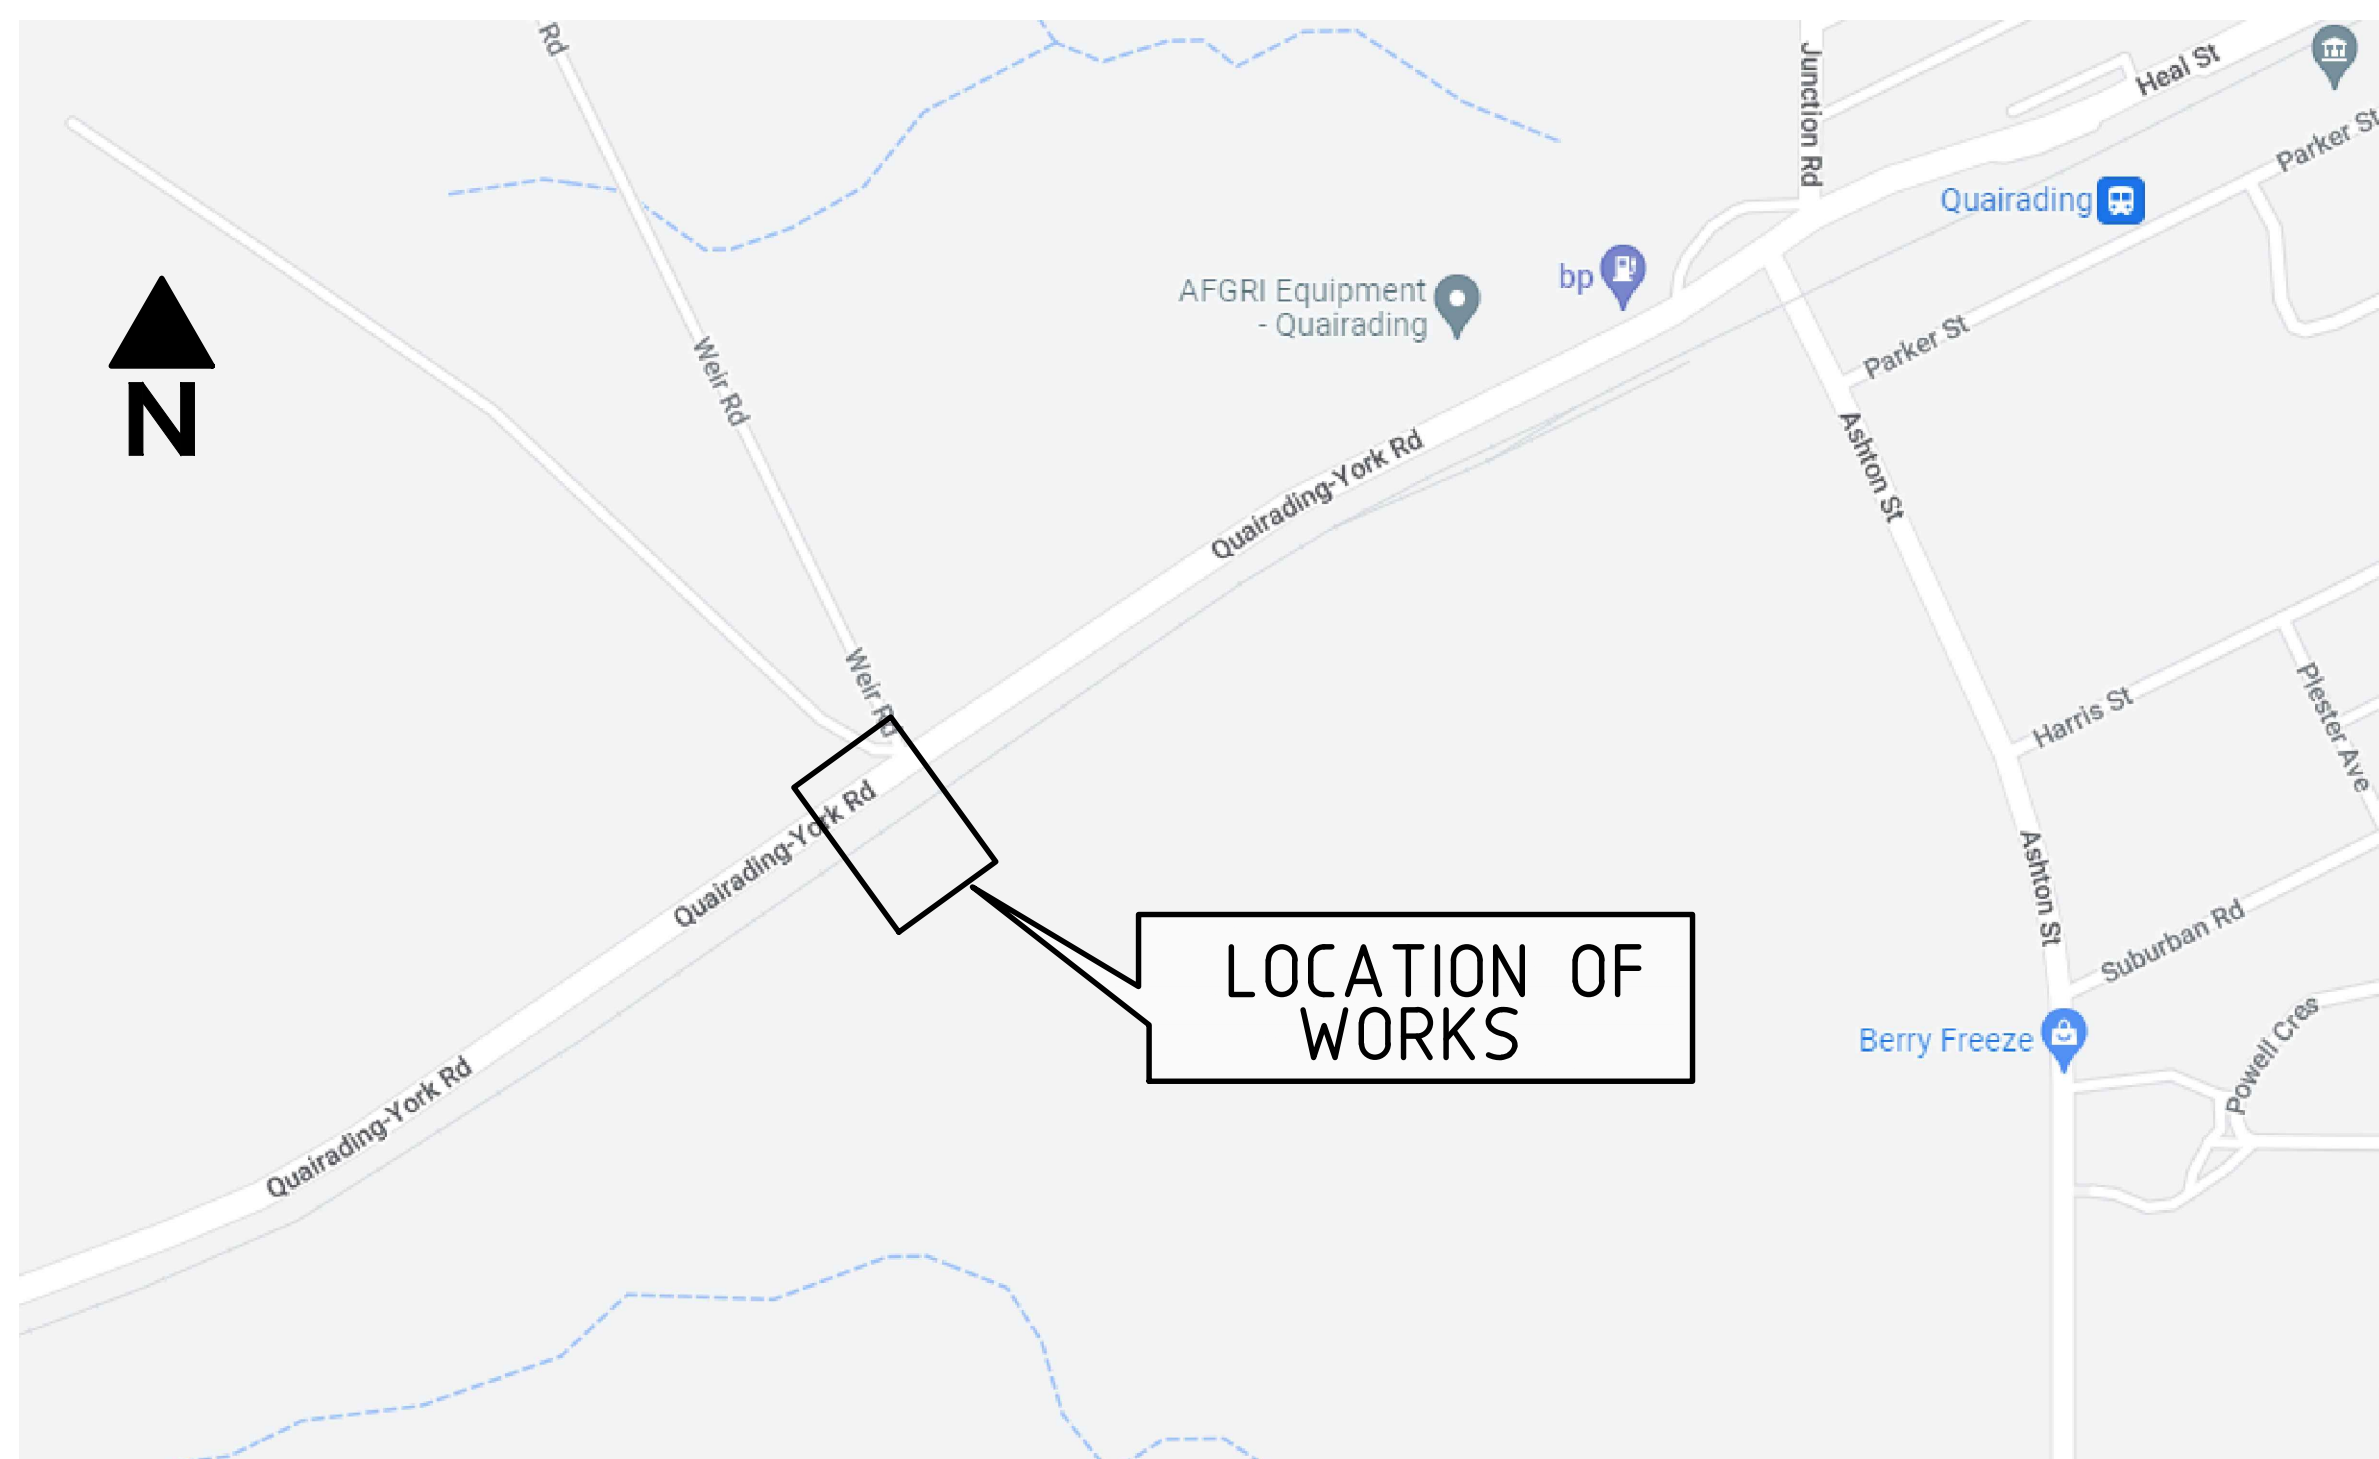 Rd
Junction Rd
Heal St
Parker St
Quairading
AFGRI Equipment
- Quairading
bp
Parker St
Weir Rd
N
Quairading-York Rd
Ashton St
Weir Rd
Harris St
Plester Ave
Quairading-York Rd
Ashton St
Suburban Rd
LOCATION OF
WORKS
Berry Freeze
Powell Cres
Quairading-York Rd